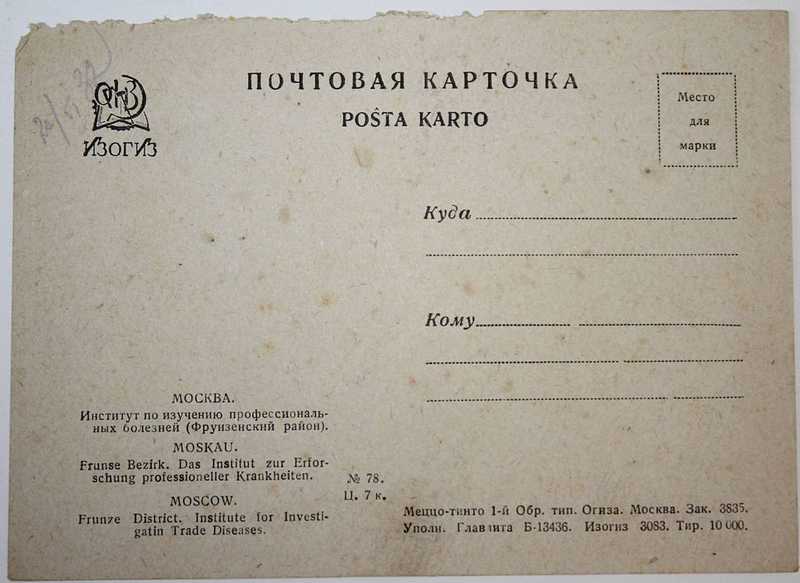 ПОЧТОВАЯ КАРТОЧКА
POŜTA KARTO
ОГИЗ
ИЗОГИЗ
Место
для
марки
Куда
Кому
МОСКВА.
Институт по изучению профессиональ-
ных болезней (Фрунзенский район).
MOSKAU.
Frunse Bezirk. Das Institut zur Erfor-
schung professioneller Krankheiten.
MOSCOW.
Frunze District. Institute for Investi-
gatin Trade Diseases.
№ 78.
Ц. 7 к.
Меццо-тинто 1-й Обр. тип. Огиза. Москва. Зак. 3835.
Уполн. Главлита Б-13436. Изогиз 3083. Тир. 10 000.